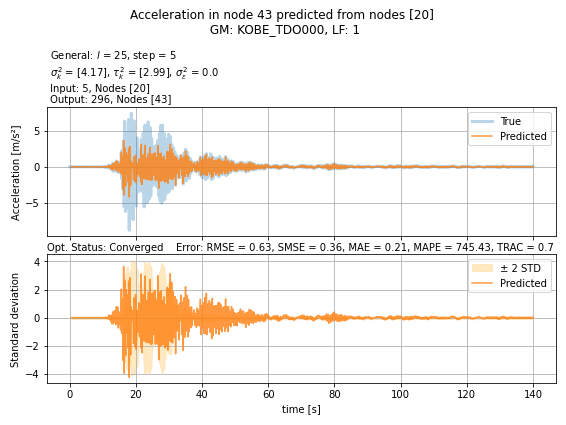 Acceleration in node 43 predicted from nodes [20]
GM: KOBE_TDO000, LF: 1
General: l = 25, step = 5
σ²ₖ = [4.17], τ²ₖ = [2.99], σ²ε = 0.0
Input: 5, Nodes [20]
Output: 296, Nodes [43]
Acceleration [m/s²]
5
0
−5
True
Predicted
Opt. Status: Converged Error: RMSE = 0.63, SMSE = 0.36, MAE = 0.21, MAPE = 745.43, TRAC = 0.7
Standard deviation
4
2
0
−2
−4
± 2 STD
Predicted
0 20 40 60 80 100 120 140
time [s]